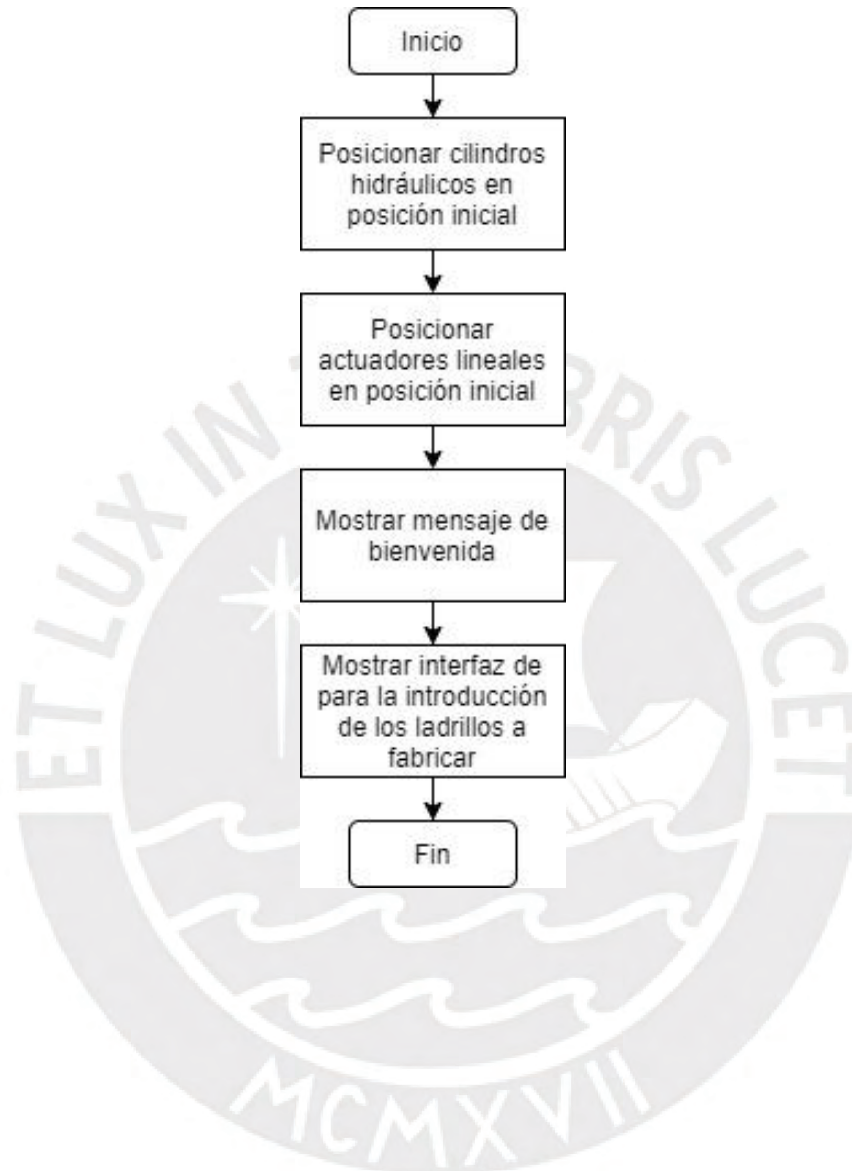 Inicio
Posicionar cilindros
hidráulicos en
posición inicial
Posicionar
actuadores lineales
en posición inicial
Mostrar mensaje de
bienvenida
Mostrar interfaz de
para la introducción
de los ladrillos a
fabricar
Fin
ET LUX IN BRIS LUCET
MCMXVII